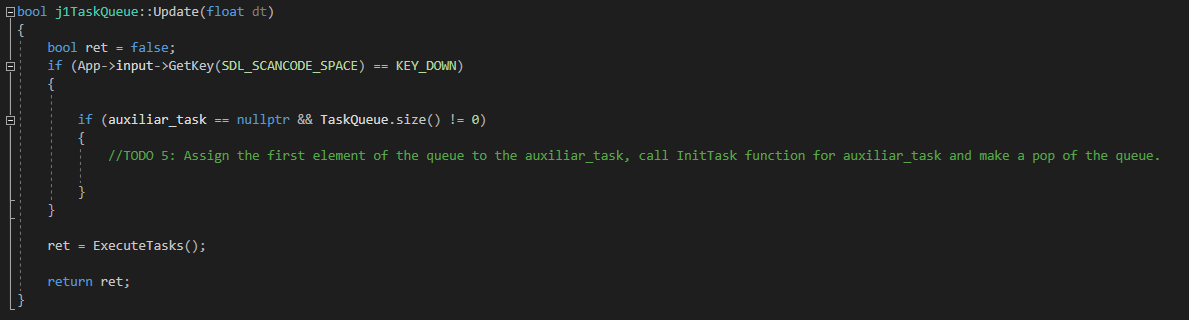 bool j1TaskQueue::Update(float dt)
{
bool ret = false;
if (App->input->GetKey(SDL_SCANCODE_SPACE) == KEY_DOWN)
{
if (auxiliar_task == nullptr && TaskQueue.size() != 0)
{
//TODO 5: Assign the first element of the queue to the auxiliar_task, call InitTask function for auxiliar_task and make a pop of the queue.
}
}
ret = ExecuteTasks();
return ret;
}